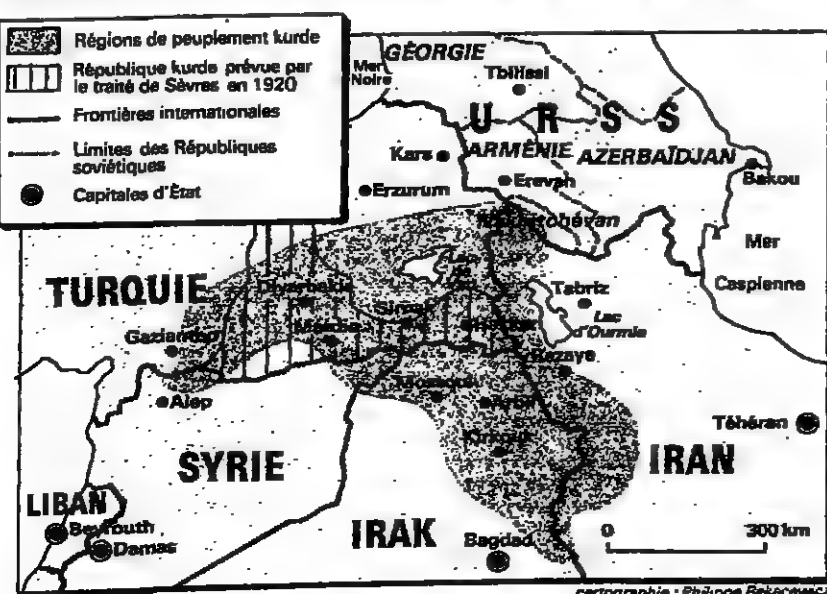 Régions de peuplement kurde
République kurde prévue par
le traité de Sèvres en 1920
Frontières internationales
Limites des Républiques
soviétiques
Capitales d'État
Mer
Noire
GÉORGIE
Tbilissi
U R S S
Kars
ARMÉNIE
AZERBAÏDJAN
Erzurum
Erevan
Bakou
Mer
Caspienne
TURQUIE
Diyarbakir
Tabriz
Lac
d'Ourmia
Gaziantep
Mardin
Rezaye
Alep
Mossoul
Kirkouk
Téhéran
SYRIE
IRAN
LIBAN
Beyrouth
Damas
IRAK
Bagdad
0 300 km
cartographie : Philippe